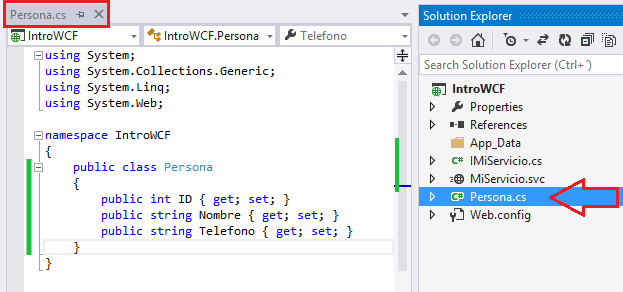 Persona.cs
IntroWCF
IntroWCF.Persona
Telefono
using System;
using System.Collections.Generic;
using System.Linq;
using System.Web;
namespace IntroWCF
{
public class Persona
{
public int ID { get; set; }
public string Nombre { get; set; }
public string Telefono { get; set; }
}
}
Solution Explorer
Search Solution Explorer (Ctrl+´)
IntroWCF
Properties
References
App_Data
IMiServicio.cs
MiServicio.svc
Persona.cs
Web.config